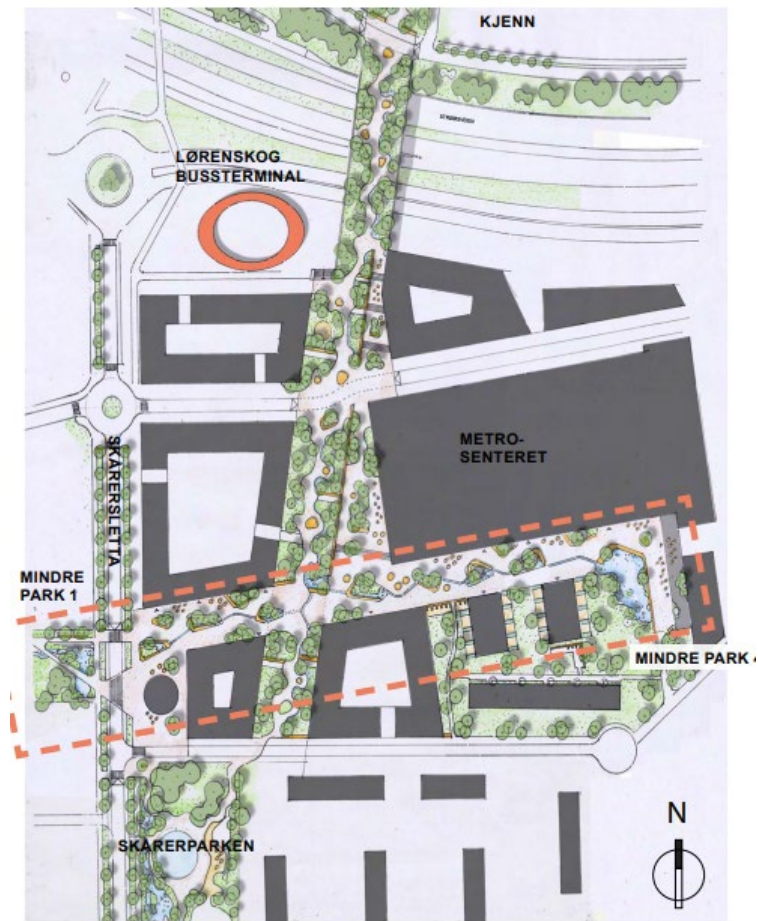 KJENN
LØRENSKOG
BUSSTERMINAL
METRO-
SENTERET
SKÅRERSLETTA
MINDRE
PARK 1
MINDRE PARK
SKÅRERPARKEN
N